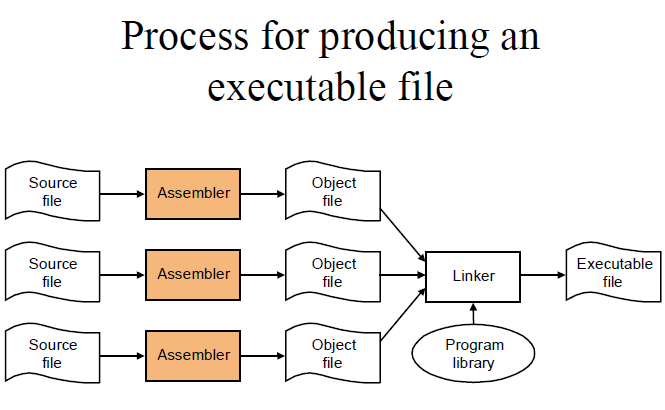 Process for producing an
executable file
Source
file
Assembler
Object
file
Source
file
Assembler
Object
file
Linker
Executable
file
Source
file
Assembler
Object
file
Program
library